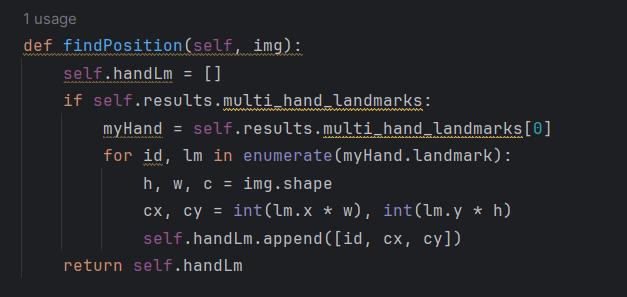 1 usage
def findPosition(self, img):
self.handLm = []
if self.results.multi_hand_landmarks:
myHand = self.results.multi_hand_landmarks[0]
for id, lm in enumerate(myHand.landmark):
h, w, c = img.shape
cx, cy = int(lm.x * w), int(lm.y * h)
self.handLm.append([id, cx, cy])
return self.handLm